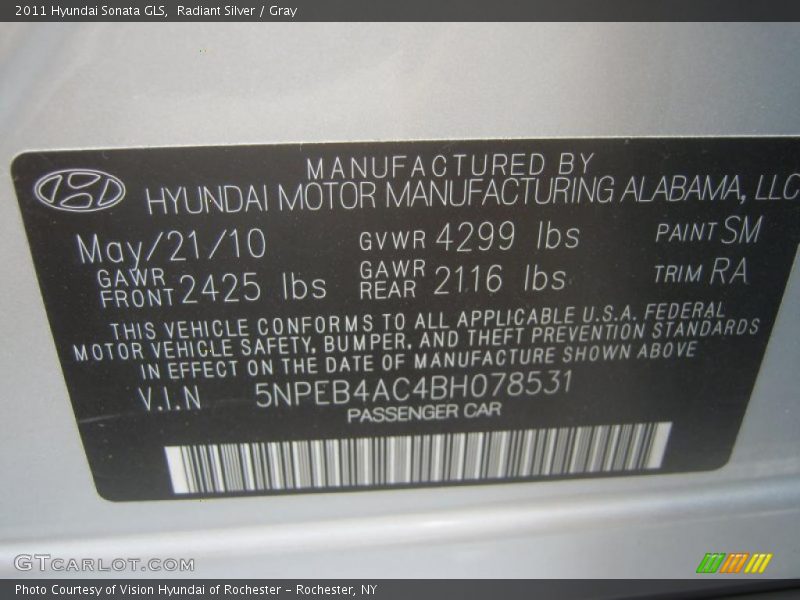 2011 Hyundai Sonata GLS,  Radiant Silver / Gray
MANUFACTURED BY
HYUNDAI MOTOR MANUFACTURING ALABAMA, LLC
May/21/10 GVWR 4299 lbs PAINT SM
GAWR FRONT 2425 lbs GAWR REAR 2116 lbs TRIM RA
THIS VEHICLE CONFORMS TO ALL APPLICABLE U.S.A. FEDERAL
MOTOR VEHICLE SAFETY, BUMPER, AND THEFT PREVENTION STANDARDS
IN EFFECT ON THE DATE OF MANUFACTURE SHOWN ABOVE
V.I.N 5NPEB4AC4BH078531
PASSENGER CAR
GTCARLOT.COM
Photo Courtesy of Vision Hyundai of Rochester - Rochester, NY